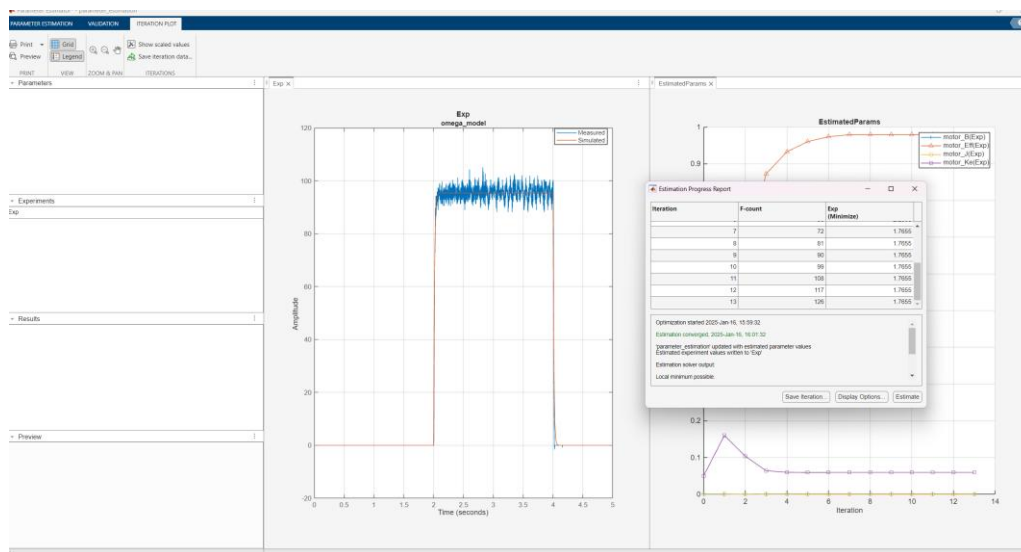 Parameter Estimator - parameter_estimation
PARAMETER ESTIMATION VALIDATION ITERATION PLOT
Print
Preview
Grid
Legend
Show scaled values
Save iteration data...
PRINT VIEW ZOOM & PAN ITERATIONS
Parameters
Experiments
Exp
Results
Preview
Exp
Exp
omega_model
Measured
Simulated
120
100
80
60
40
20
0
-20
Amplitude
0 0.5 1 1.5 2 2.5 3 3.5 4 4.5 5
Time (seconds)
EstimatedParams
EstimatedParams
motor_B(Exp)
motor_Eff(Exp)
motor_J(Exp)
motor_Ke(Exp)
1
0.9
0.2
0.1
0
0 2 4 6 8 10 12 14
Iteration
Estimation Progress Report
Iteration F-count Exp
(Minimize)
7 72 1.7655
8 81 1.7655
9 90 1.7655
10 99 1.7655
11 108 1.7655
12 117 1.7655
13 126 1.7655
Optimization started 2025-Jan-16, 15:59:32
Estimation converged, 2025-Jan-16, 16:01:32
'parameter_estimation' updated with estimated parameter values
Estimated experiment values written to 'Exp'
Estimation solver output:
Local minimum possible.
Save Iteration... Display Options... Estimate